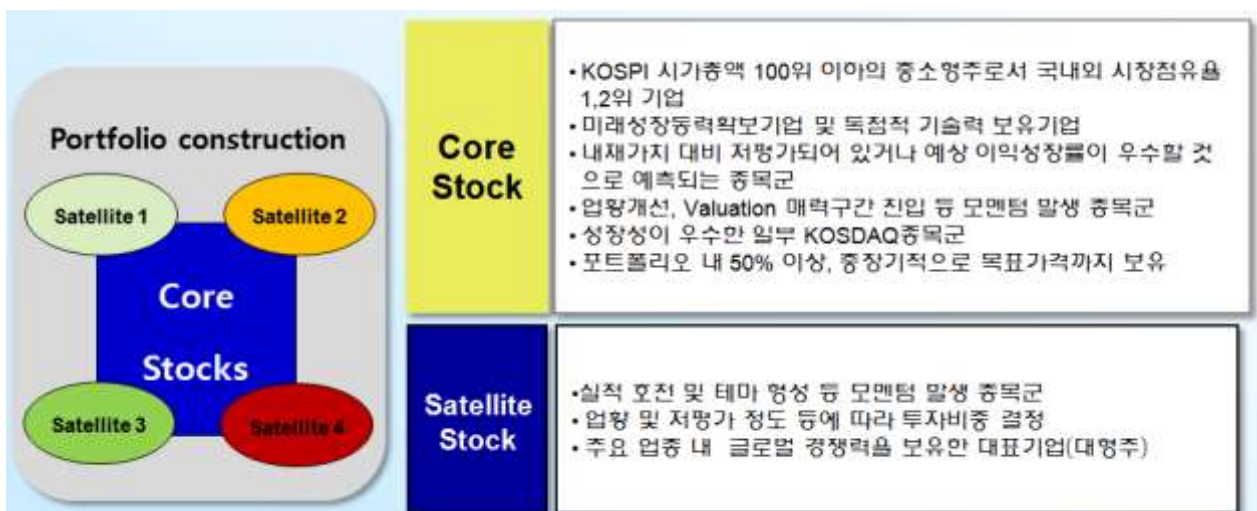 Portfolio construction
Satellite 1
Satellite 2
Core
Stocks
Satellite 3
Satellite 4
Core
Stock
• KOSPI 시가총액 100위 이하의 중소형주로서 국내외 시장점유율
1,2위 기업
• 미래성장동력확보기업 및 독점적 기술력 보유기업
• 내재가치 대비 저평가되어 있거나 예상 이익성장률이 우수할 것
으로 예측되는 종목군
• 업황개선, Valuation 매력구간 진입 등 모멘텀 발생 종목군
• 성장성이 우수한 일부 KOSDAQ종목군
• 포트폴리오 내 50% 이상, 중장기적으로 목표가격까지 보유
Satellite
Stock
• 실적 호전 및 테마 형성 등 모멘텀 발생 종목군
• 업황 및 저평가 정도 등에 따라 투자비중 결정
• 주요 업종 내 글로벌 경쟁력을 보유한 대표기업(대형주)